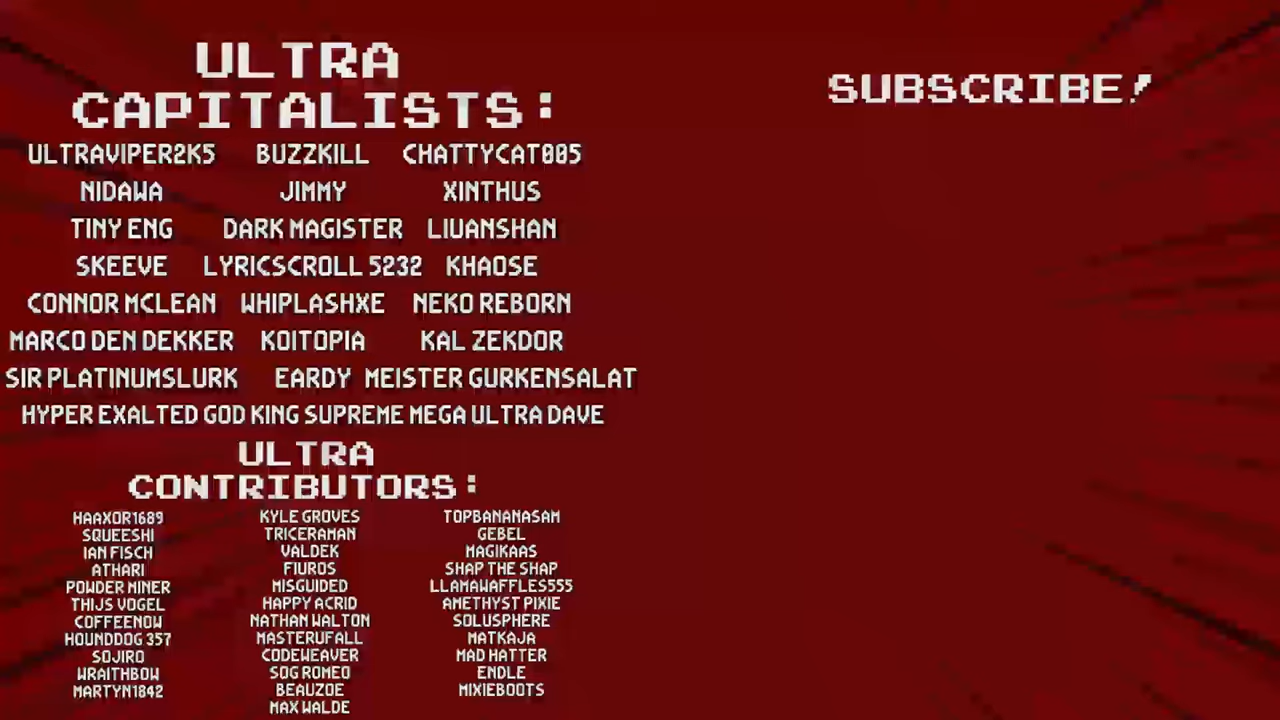 ULTRA
CAPITALISTS:
ULTRAVIPER2K5 BUZZKILL CHATTYCAT005
NIDAWA JIMMY XINTHUS
TINY ENG DARK MAGISTER LIVANSHAN
SKEEVE LYRICSCROLL 5232 KHAOSE
CONNOR MCLEAN WHIPLASHXE NEKO REBORN
MARCO DEN DEKKER KOITOPIA KAL ZEKDOR
SIR PLATINUMSLURK EARDY MEISTER GURKENSALAT
HYPER EXALTED GOD KING SUPREME MEGA ULTRA DAVE
ULTRA
CONTRIBUTORS:
HAAXOR1689 KYLE GROVES TOPBANANASAM
SQUEESHI TRICERAMAN GEBEL
IAN FISCH VALDEK MAGIKAAS
ATHARI FIUROS SHAP THE SHAP
POWDER MINER MISGUIDED LLAMAWAFFLES555
THIJS VOGEL HAPPY ACRID AMETHYST PIXIE
COFFEENOW NATHAN WALTON SOLUSPHERE
HOUNDDOG 357 MASTERUFALL MATKAJA
SOJIRO CODEWEAVER MAD HATTER
WRAITHBOW SOG ROMEO ENDLE
MARTYN1842 BEAUZOE MIXIEBOOTS
MAX WALDE
SUBSCRIBE!